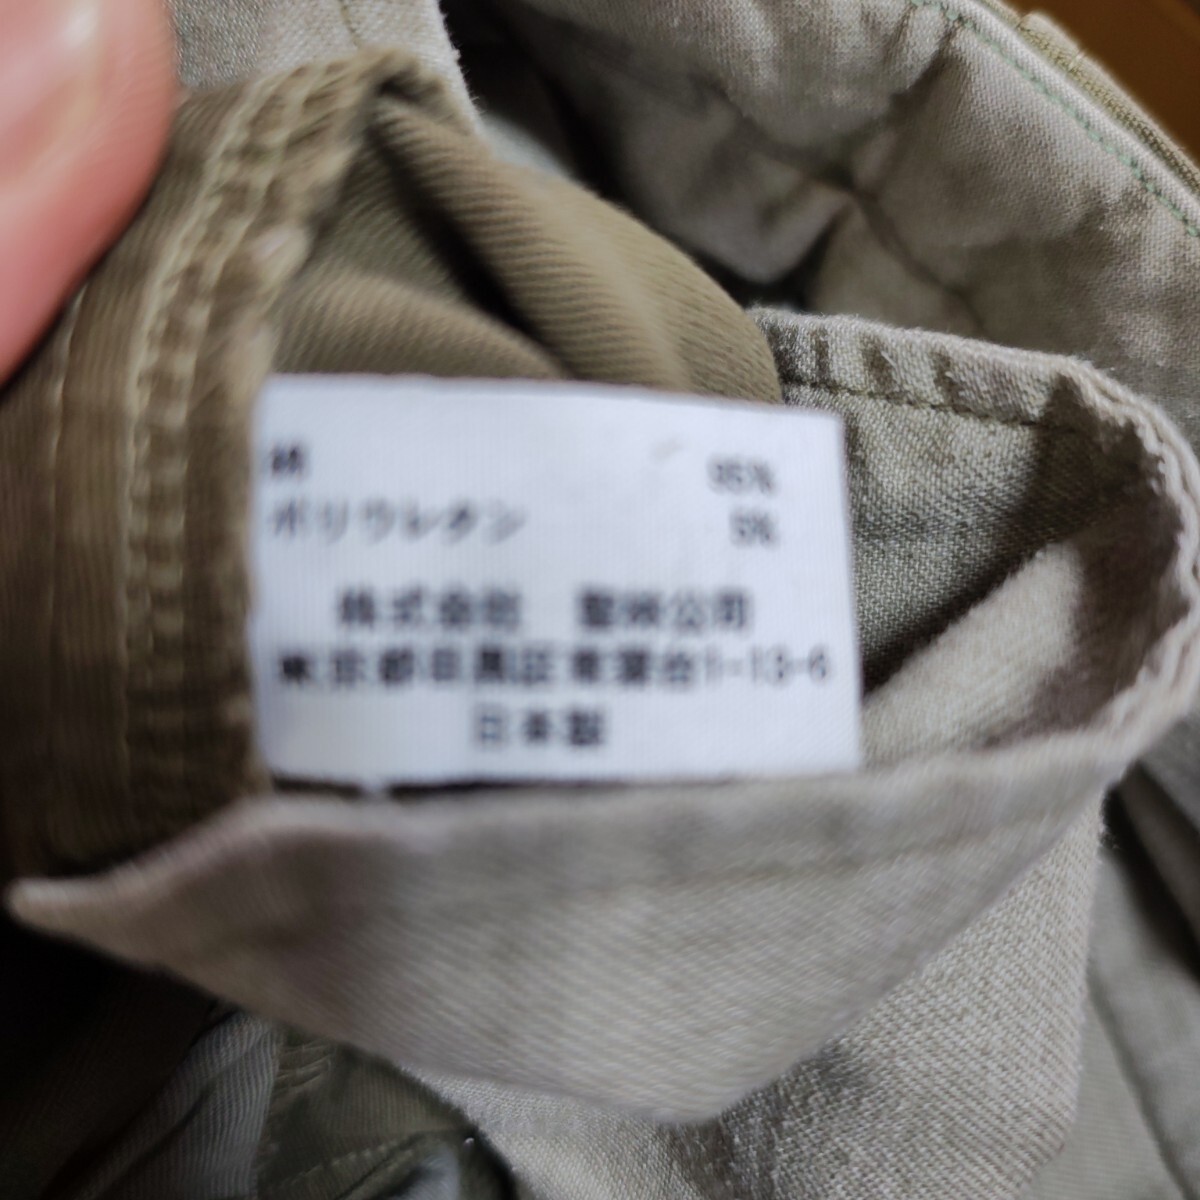 綿 95%
ポリウレタン 5%
株式会社 聖林公司
東京都目黒区青葉台1-13-6
日本製